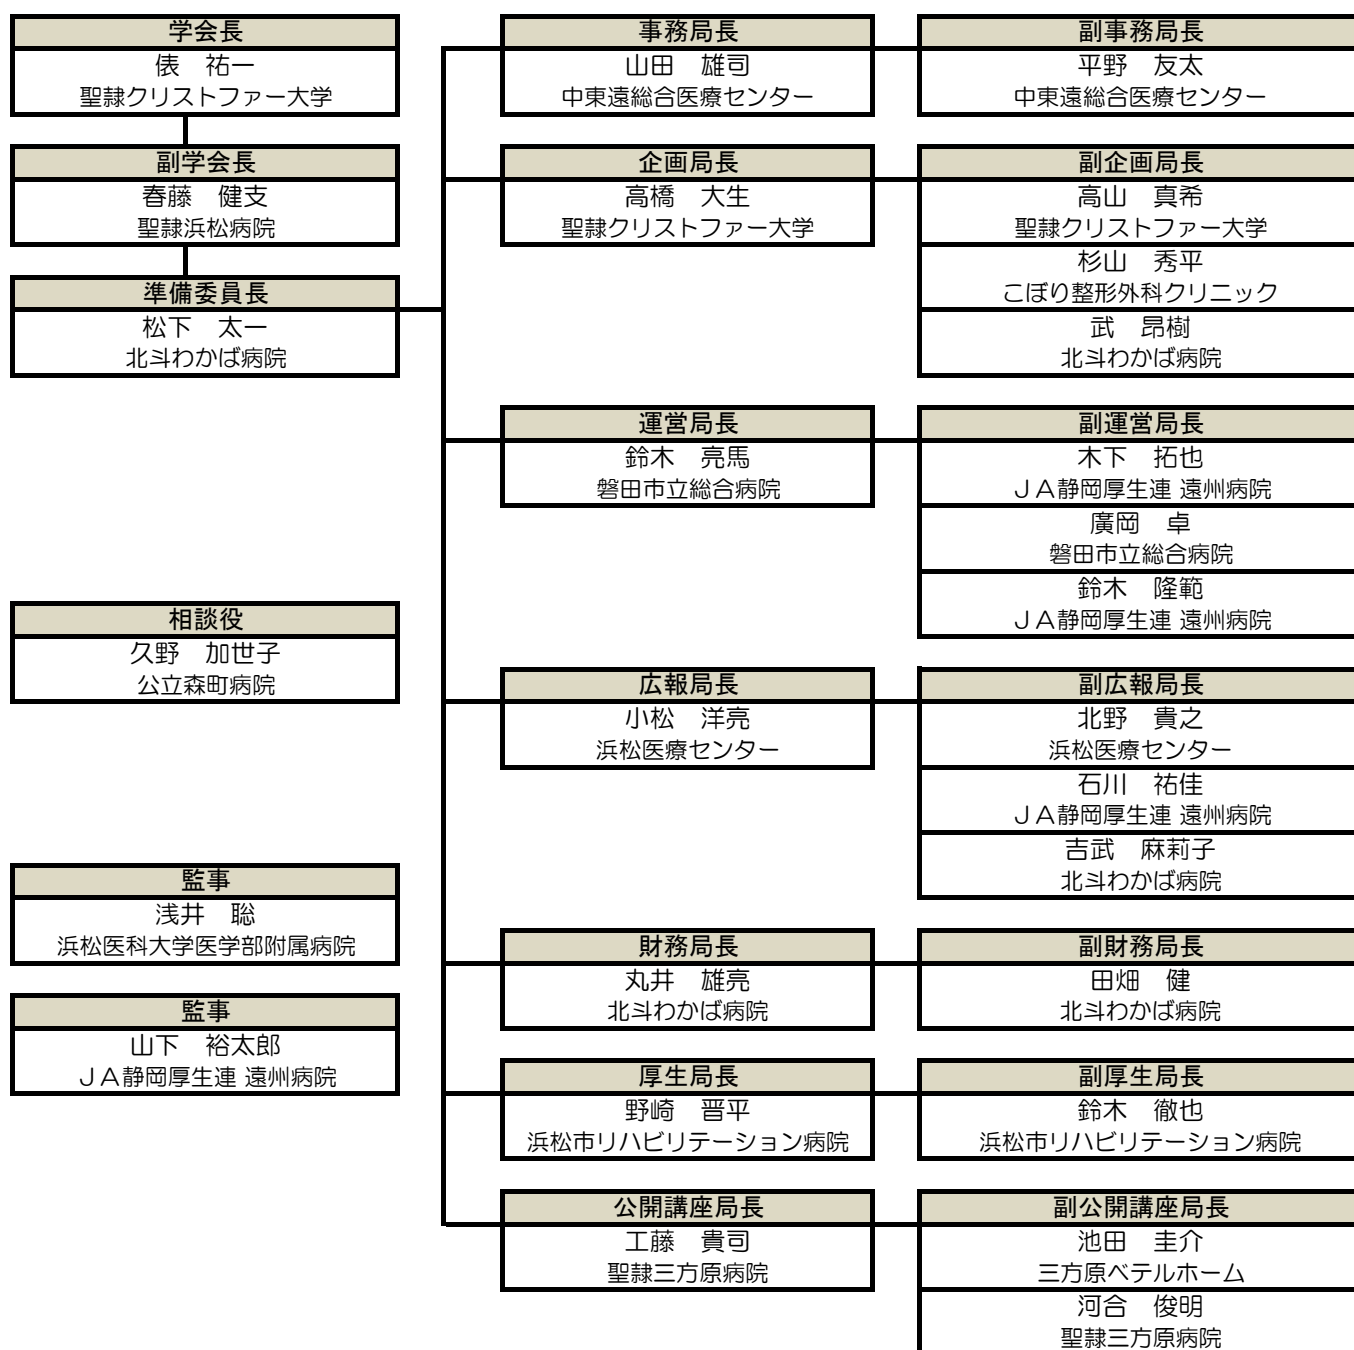 学会長
俵　祐一
聖隷クリストファー大学
副学会長
春藤　健支
聖隷浜松病院
準備委員長
松下　太一
北斗わかば病院
相談役
久野　加世子
公立森町病院
監事
浅井　聡
浜松医科大学医学部附属病院
監事
山下　裕太郎
ＪＡ静岡厚生連 遠州病院
事務局長
山田　雄司
中東遠総合医療センター
副事務局長
平野　友太
中東遠総合医療センター
企画局長
高橋　大生
聖隷クリストファー大学
副企画局長
高山　真希
聖隷クリストファー大学
杉山　秀平
こぼり整形外科クリニック
武　昂樹
北斗わかば病院
運営局長
鈴木　亮馬
磐田市立総合病院
副運営局長
木下　拓也
ＪＡ静岡厚生連 遠州病院
廣岡　卓
磐田市立総合病院
鈴木　隆範
ＪＡ静岡厚生連 遠州病院
広報局長
小松　洋亮
浜松医療センター
副広報局長
北野　貴之
浜松医療センター
石川　祐佳
ＪＡ静岡厚生連 遠州病院
吉武　麻莉子
北斗わかば病院
財務局長
丸井　雄亮
北斗わかば病院
副財務局長
田畑　健
北斗わかば病院
厚生局長
野崎　晋平
浜松市リハビリテーション病院
副厚生局長
鈴木　徹也
浜松市リハビリテーション病院
公開講座局長
工藤　貴司
聖隷三方原病院
副公開講座局長
池田　圭介
三方原ベテルホーム
河合　俊明
聖隷三方原病院